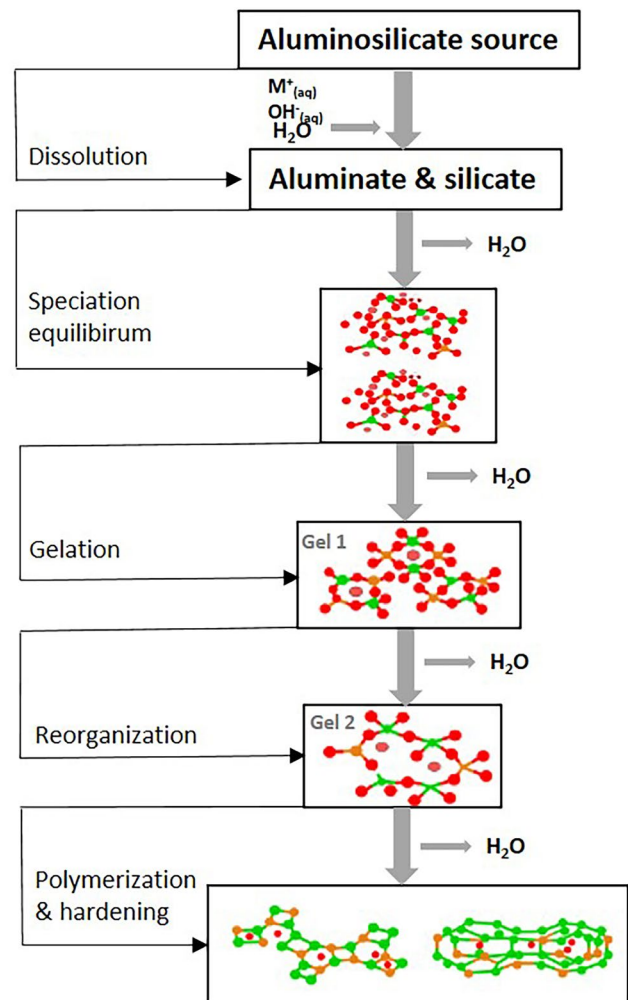 Aluminosilicate source
M⁺(aq)
OH⁻(aq)
H₂O
Dissolution
Aluminate & silicate
H₂O
Speciation
equilibirum
H₂O
Gel 1
Gelation
H₂O
Gel 2
Reorganization
H₂O
Polymerization
& hardening